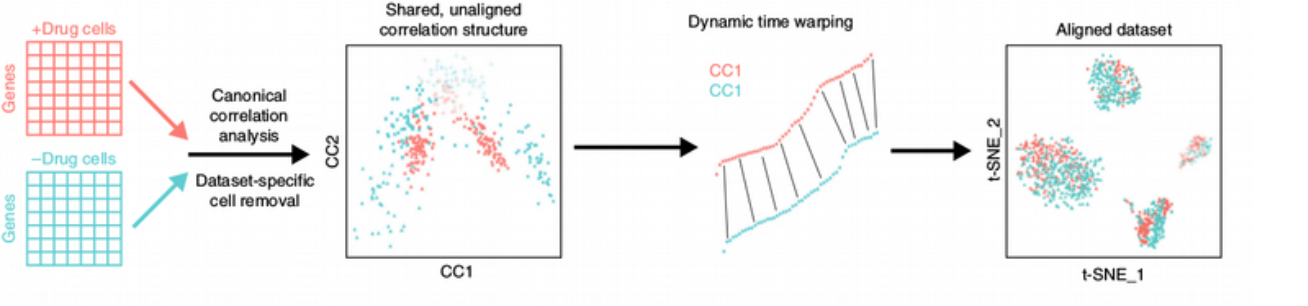 +Drug cells
Genes
−Drug cells
Genes
Canonical
correlation
analysis
Dataset-specific
cell removal
Shared, unaligned
correlation structure
CC2
CC1
Dynamic time warping
CC1
CC1
Aligned dataset
t-SNE_2
t-SNE_1